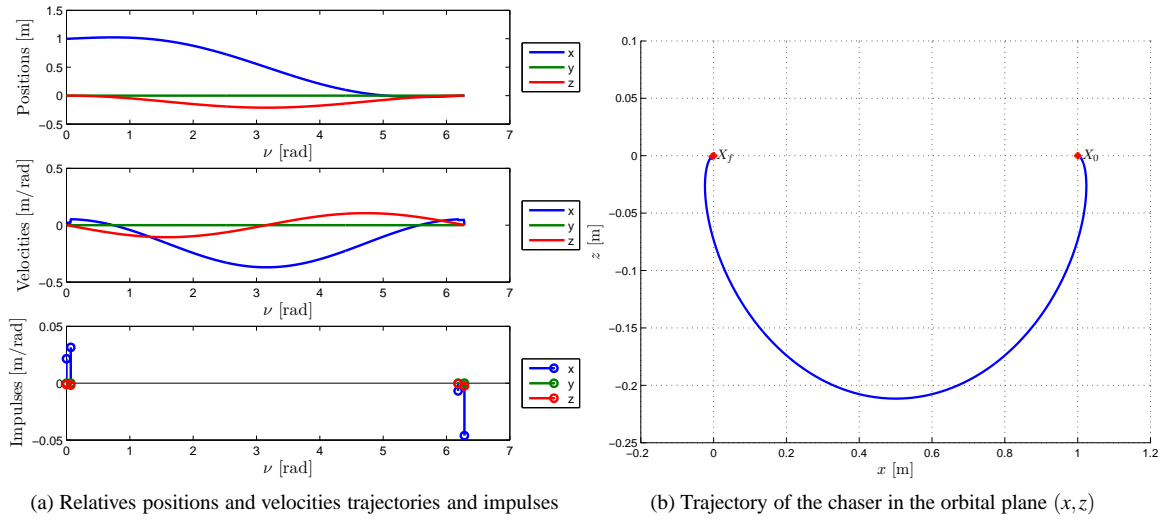 1.5
1
0.5
0
−0.5
Positions [m]
0 1 2 3 4 5 6 7
ν [rad]
x
y
z
0.5
0
−0.5
Velocities [m/rad]
0 1 2 3 4 5 6 7
ν [rad]
x
y
z
0.05
0
−0.05
Impulses [m/rad]
0 1 2 3 4 5 6 7
ν [rad]
x
y
z
(a) Relatives positions and velocities trajectories and impulses
0.1
0.05
0
−0.05
−0.1
−0.15
−0.2
−0.25
z [m]
X_f
X_0
−0.2 0 0.2 0.4 0.6 0.8 1 1.2
x [m]
(b) Trajectory of the chaser in the orbital plane (x,z)